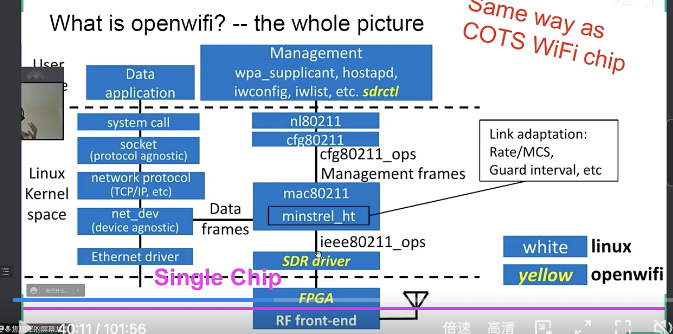 What is openwifi? -- the whole picture
Same way as
COTS WiFi chip
User
Data
application
Management
wpa_supplicant, hostapd,
iwconfig, iwlist, etc. sdrctl
system call
socket
(protocol agnostic)
network protocol
(TCP/IP, etc)
net_dev
(device agnostic)
Ethernet driver
Linux
Kernel
space
Data
frames
nl80211
cfg80211
cfg80211_ops
Management frames
mac80211
minstrel_ht
ieee80211_ops
SDR driver
Link adaptation:
Rate/MCS,
Guard interval, etc
white linux
yellow openwifi
Single Chip
FPGA
RF front-end
40:11 / 101:56
倍速
高清